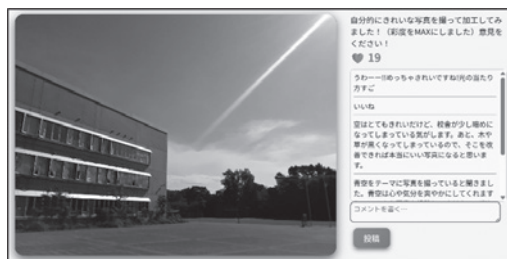 自分的にきれいな写真を撮って加工してみ
ました！（彩度をMAXにしました）意見を
ください！
19
うわーー!!めっちゃきれいですね!光の当たり
方すご
いいね
空はとてもきれいだけど、校舎が少し暗めに
なってしまっている気がします。あと、木や
草が黒くなってしまっているので、そこを改
善できれば本当にいい写真になると思いま
す。
青空をテーマに写真を撮っていると聞きまし
た。青空は心や気分を爽やかにしてくれます
コメントを書く…
投稿